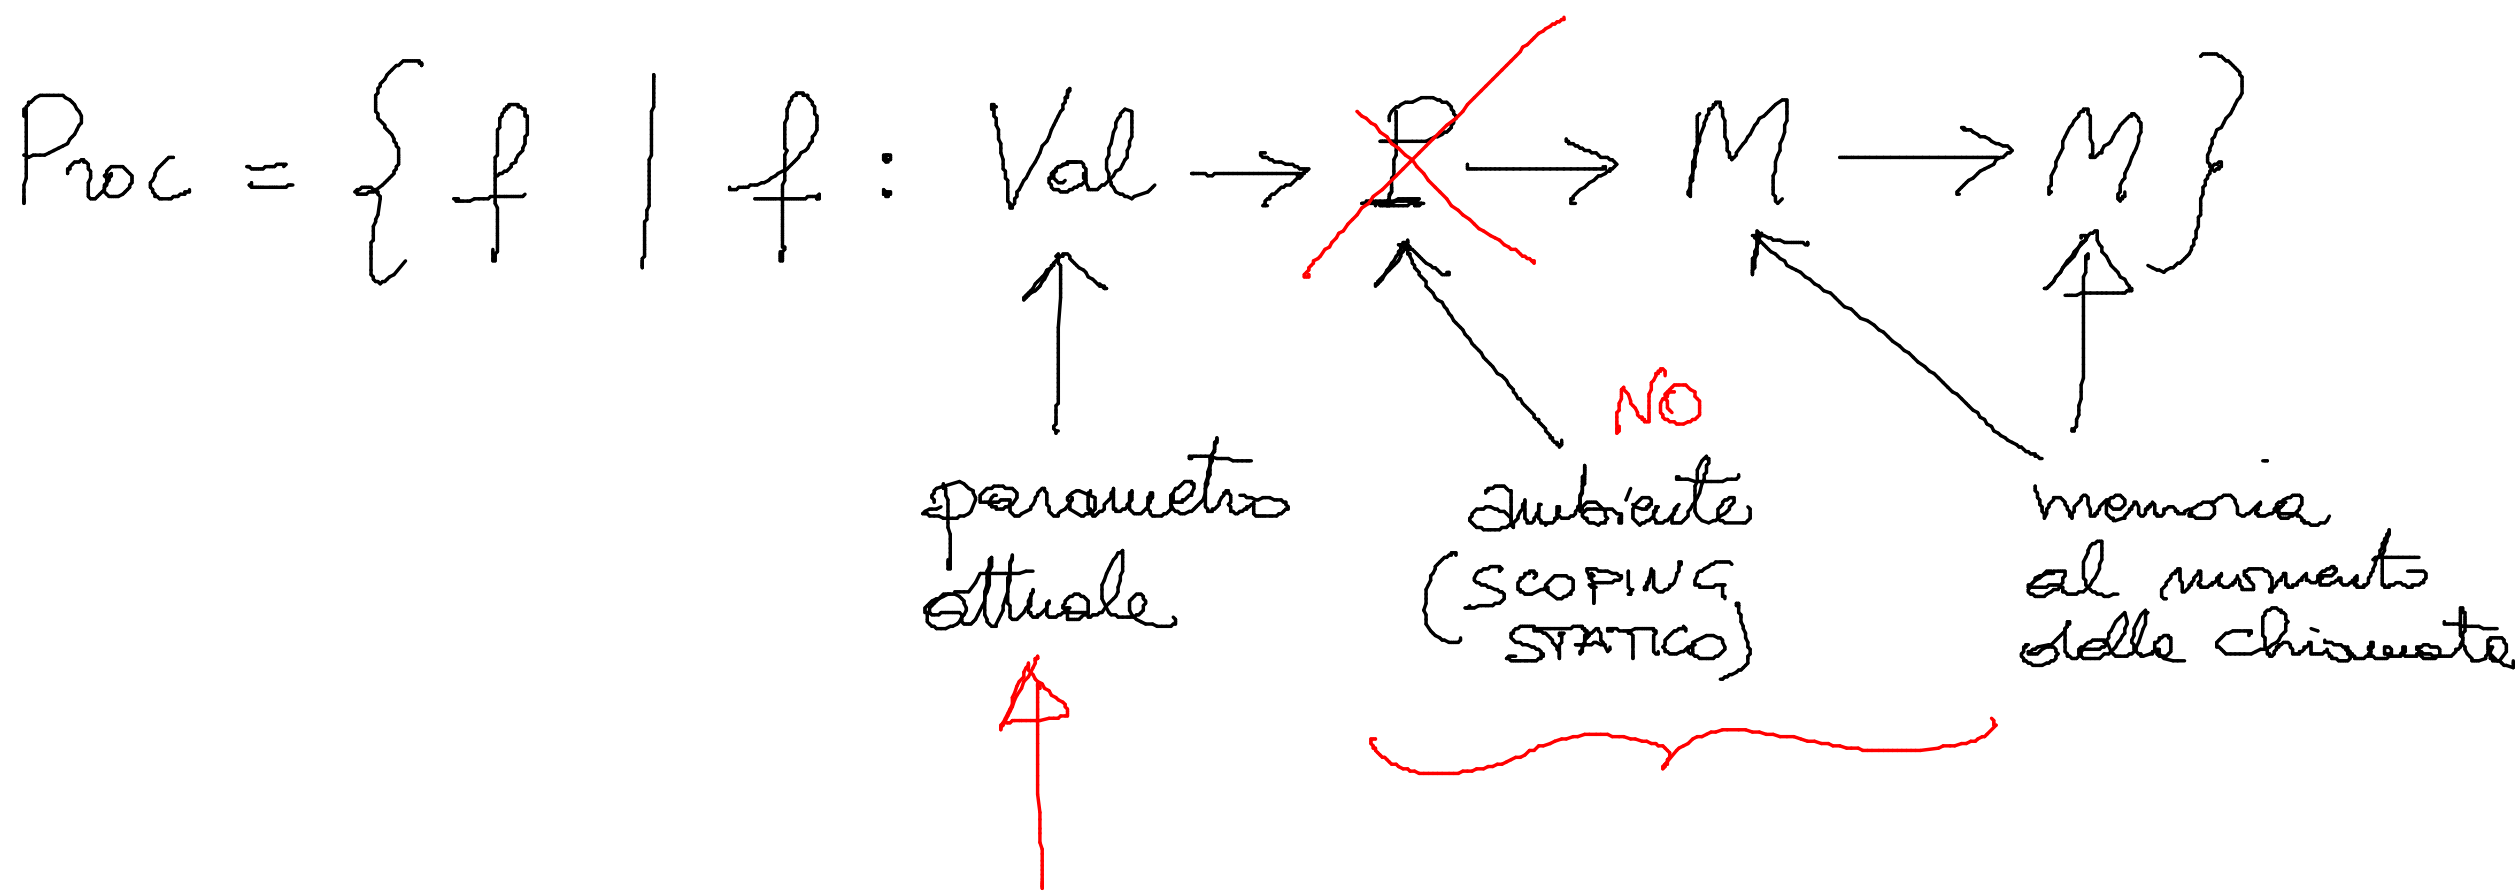 Proc = { f | f : Val → P → M → M }
NO
parametro ambiente memoria
attuale (SCOPING al momento
STATICO) della chiamata